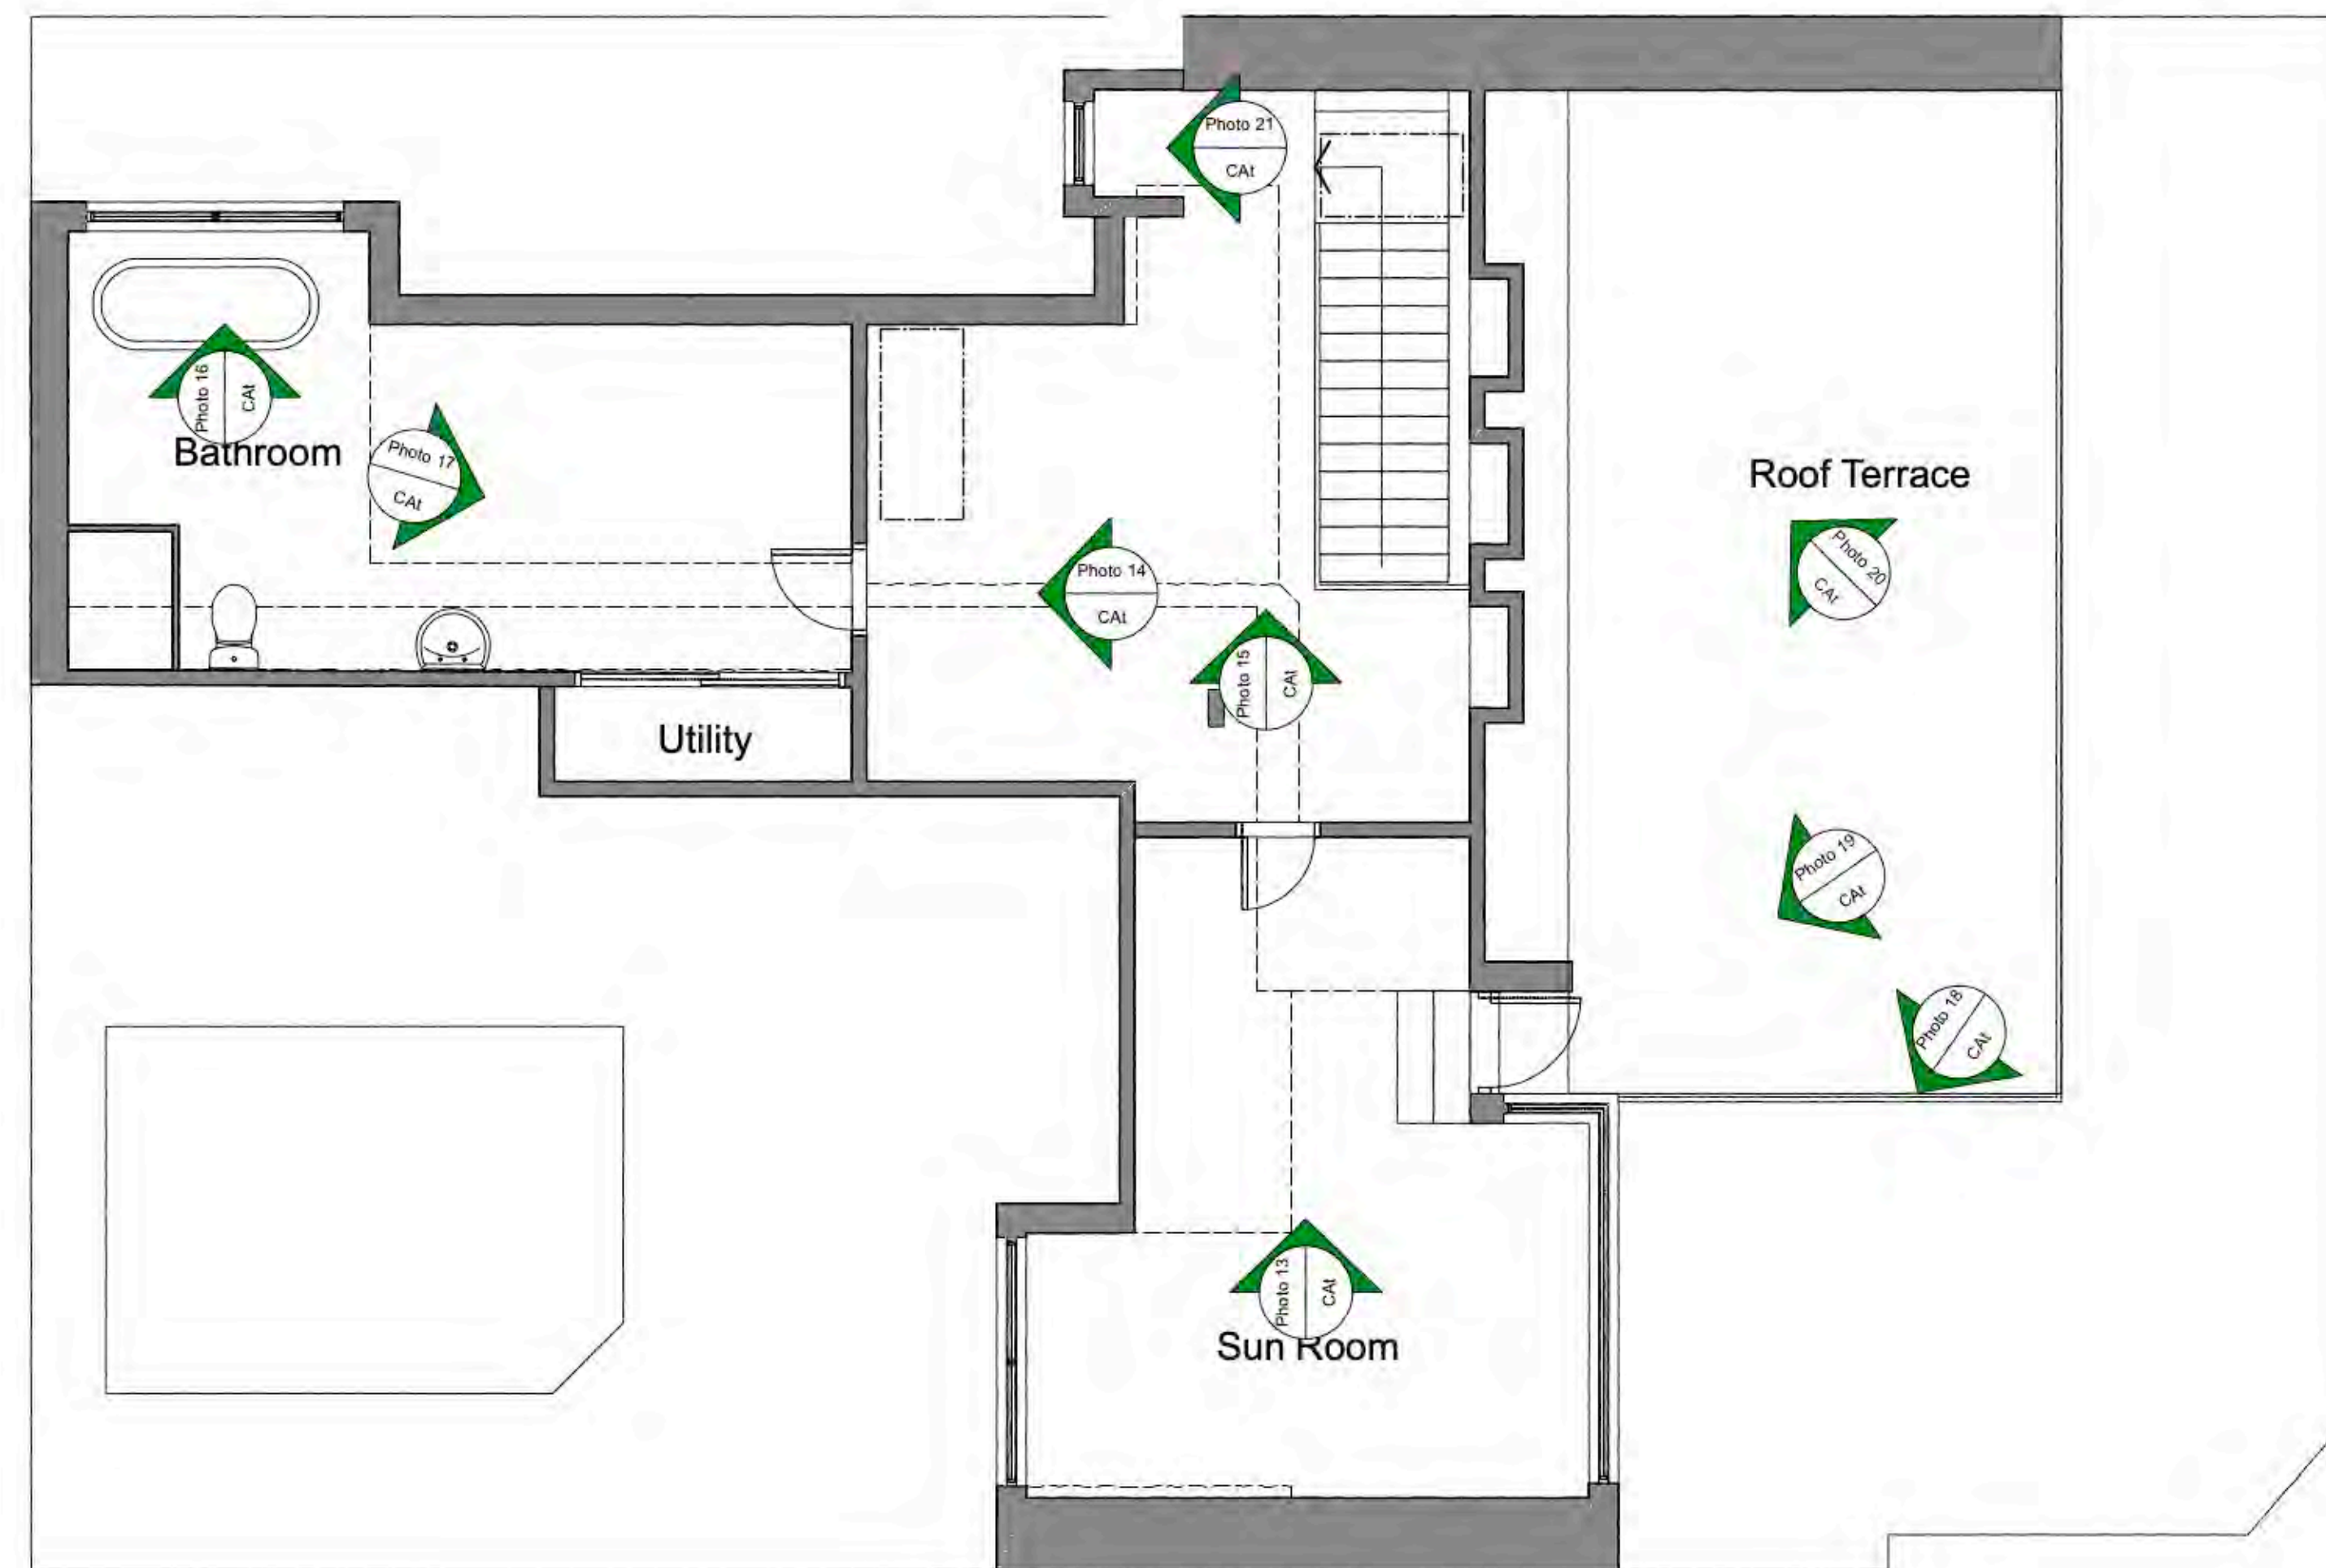 Photo 21
CAt
Photo 16
CAt
Bathroom
Photo 17
CAt
Roof Terrace
Photo 20
CAt
Photo 14
CAt
Photo 15
CAt
Utility
Photo 19
CAt
Photo 18
CAt
Photo 13
CAt
Sun Room